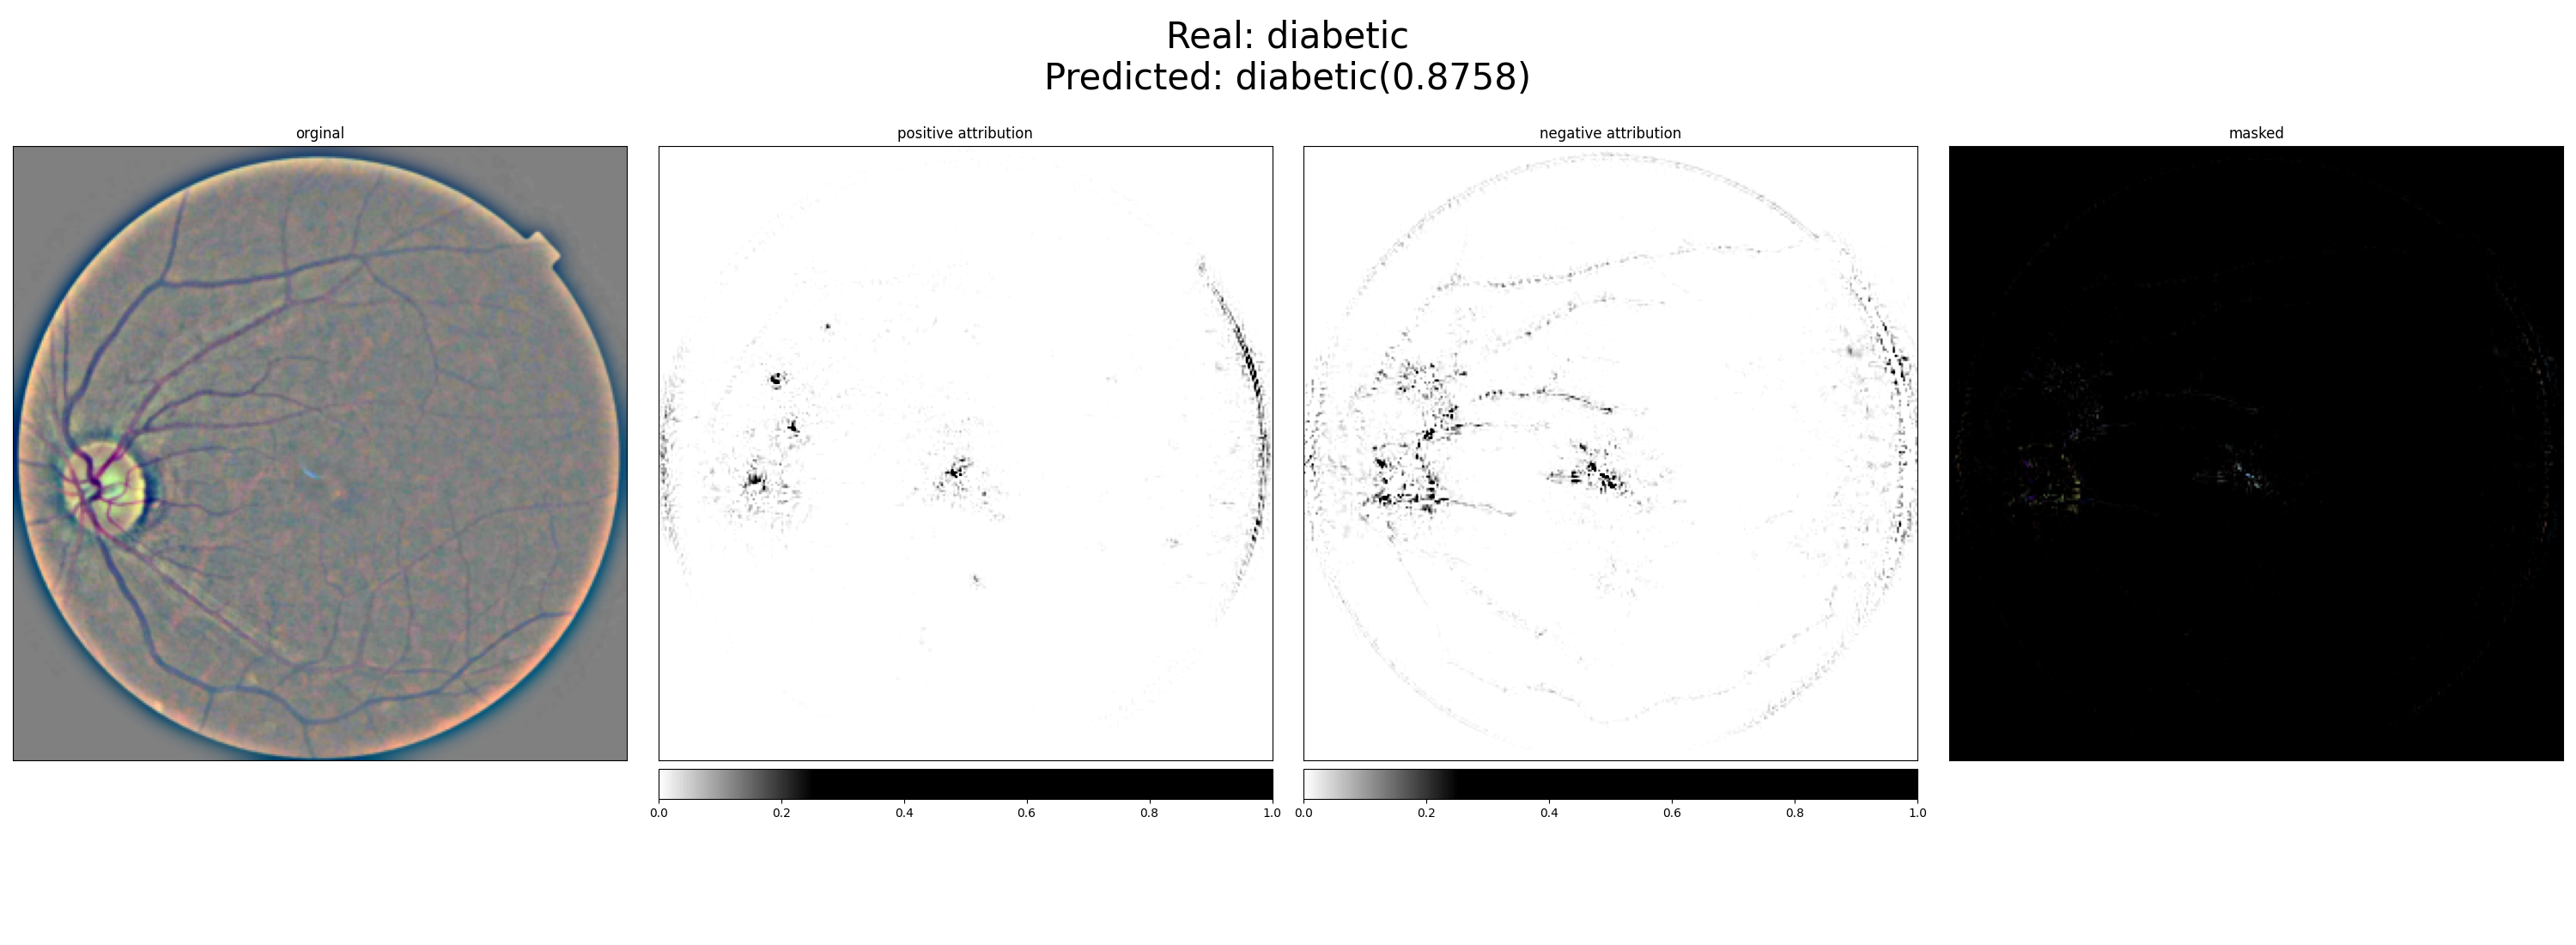 Real: diabetic
Predicted: diabetic(0.8758)
orginal
positive attribution
negative attribution
masked
0.0 0.2 0.4 0.6 0.8 1.0
0.0 0.2 0.4 0.6 0.8 1.0